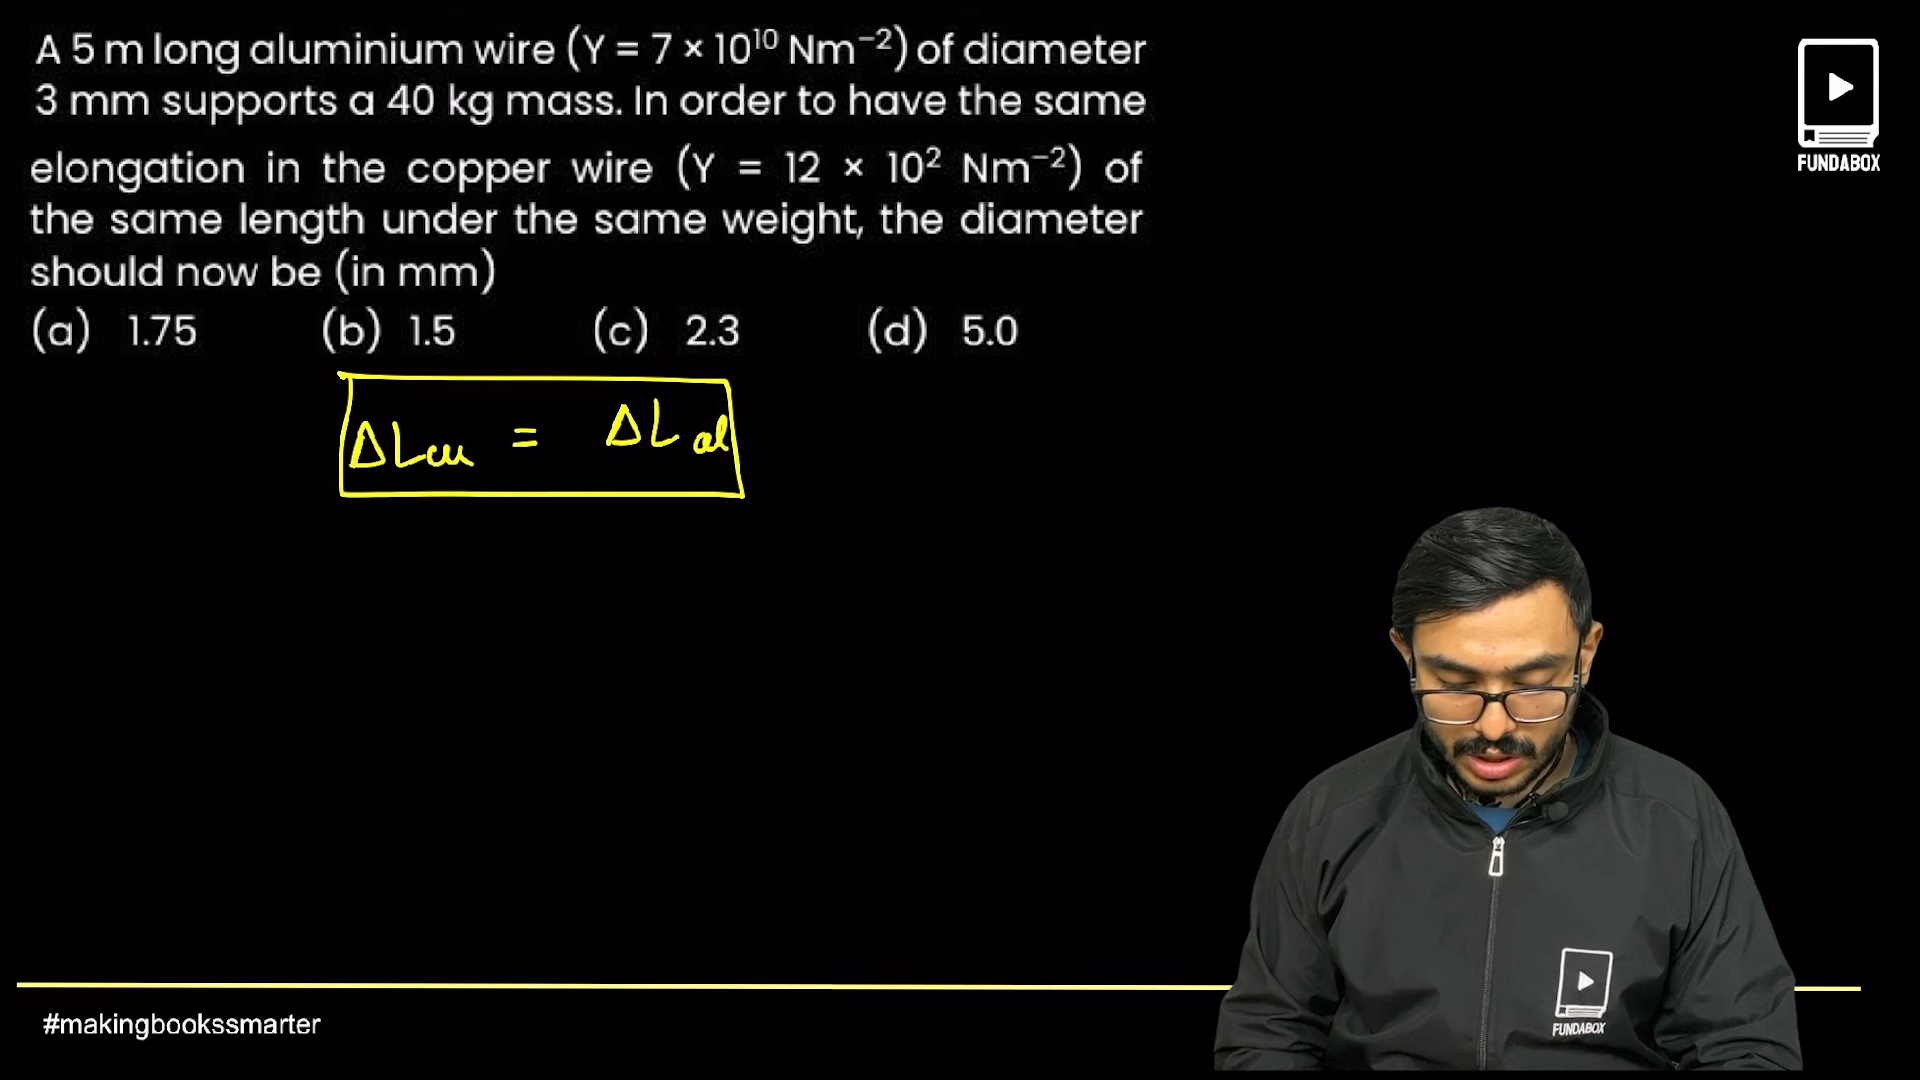 A 5 m long aluminium wire (Y = 7 × 10¹⁰ Nm⁻²) of diameter
3 mm supports a 40 kg mass. In order to have the same
elongation in the copper wire (Y = 12 × 10² Nm⁻²) of
the same length under the same weight, the diameter
should now be (in mm)
(a) 1.75 (b) 1.5 (c) 2.3 (d) 5.0
ΔLcu = ΔLal
FUNDABOX
FUNDABOX
#makingbookssmarter